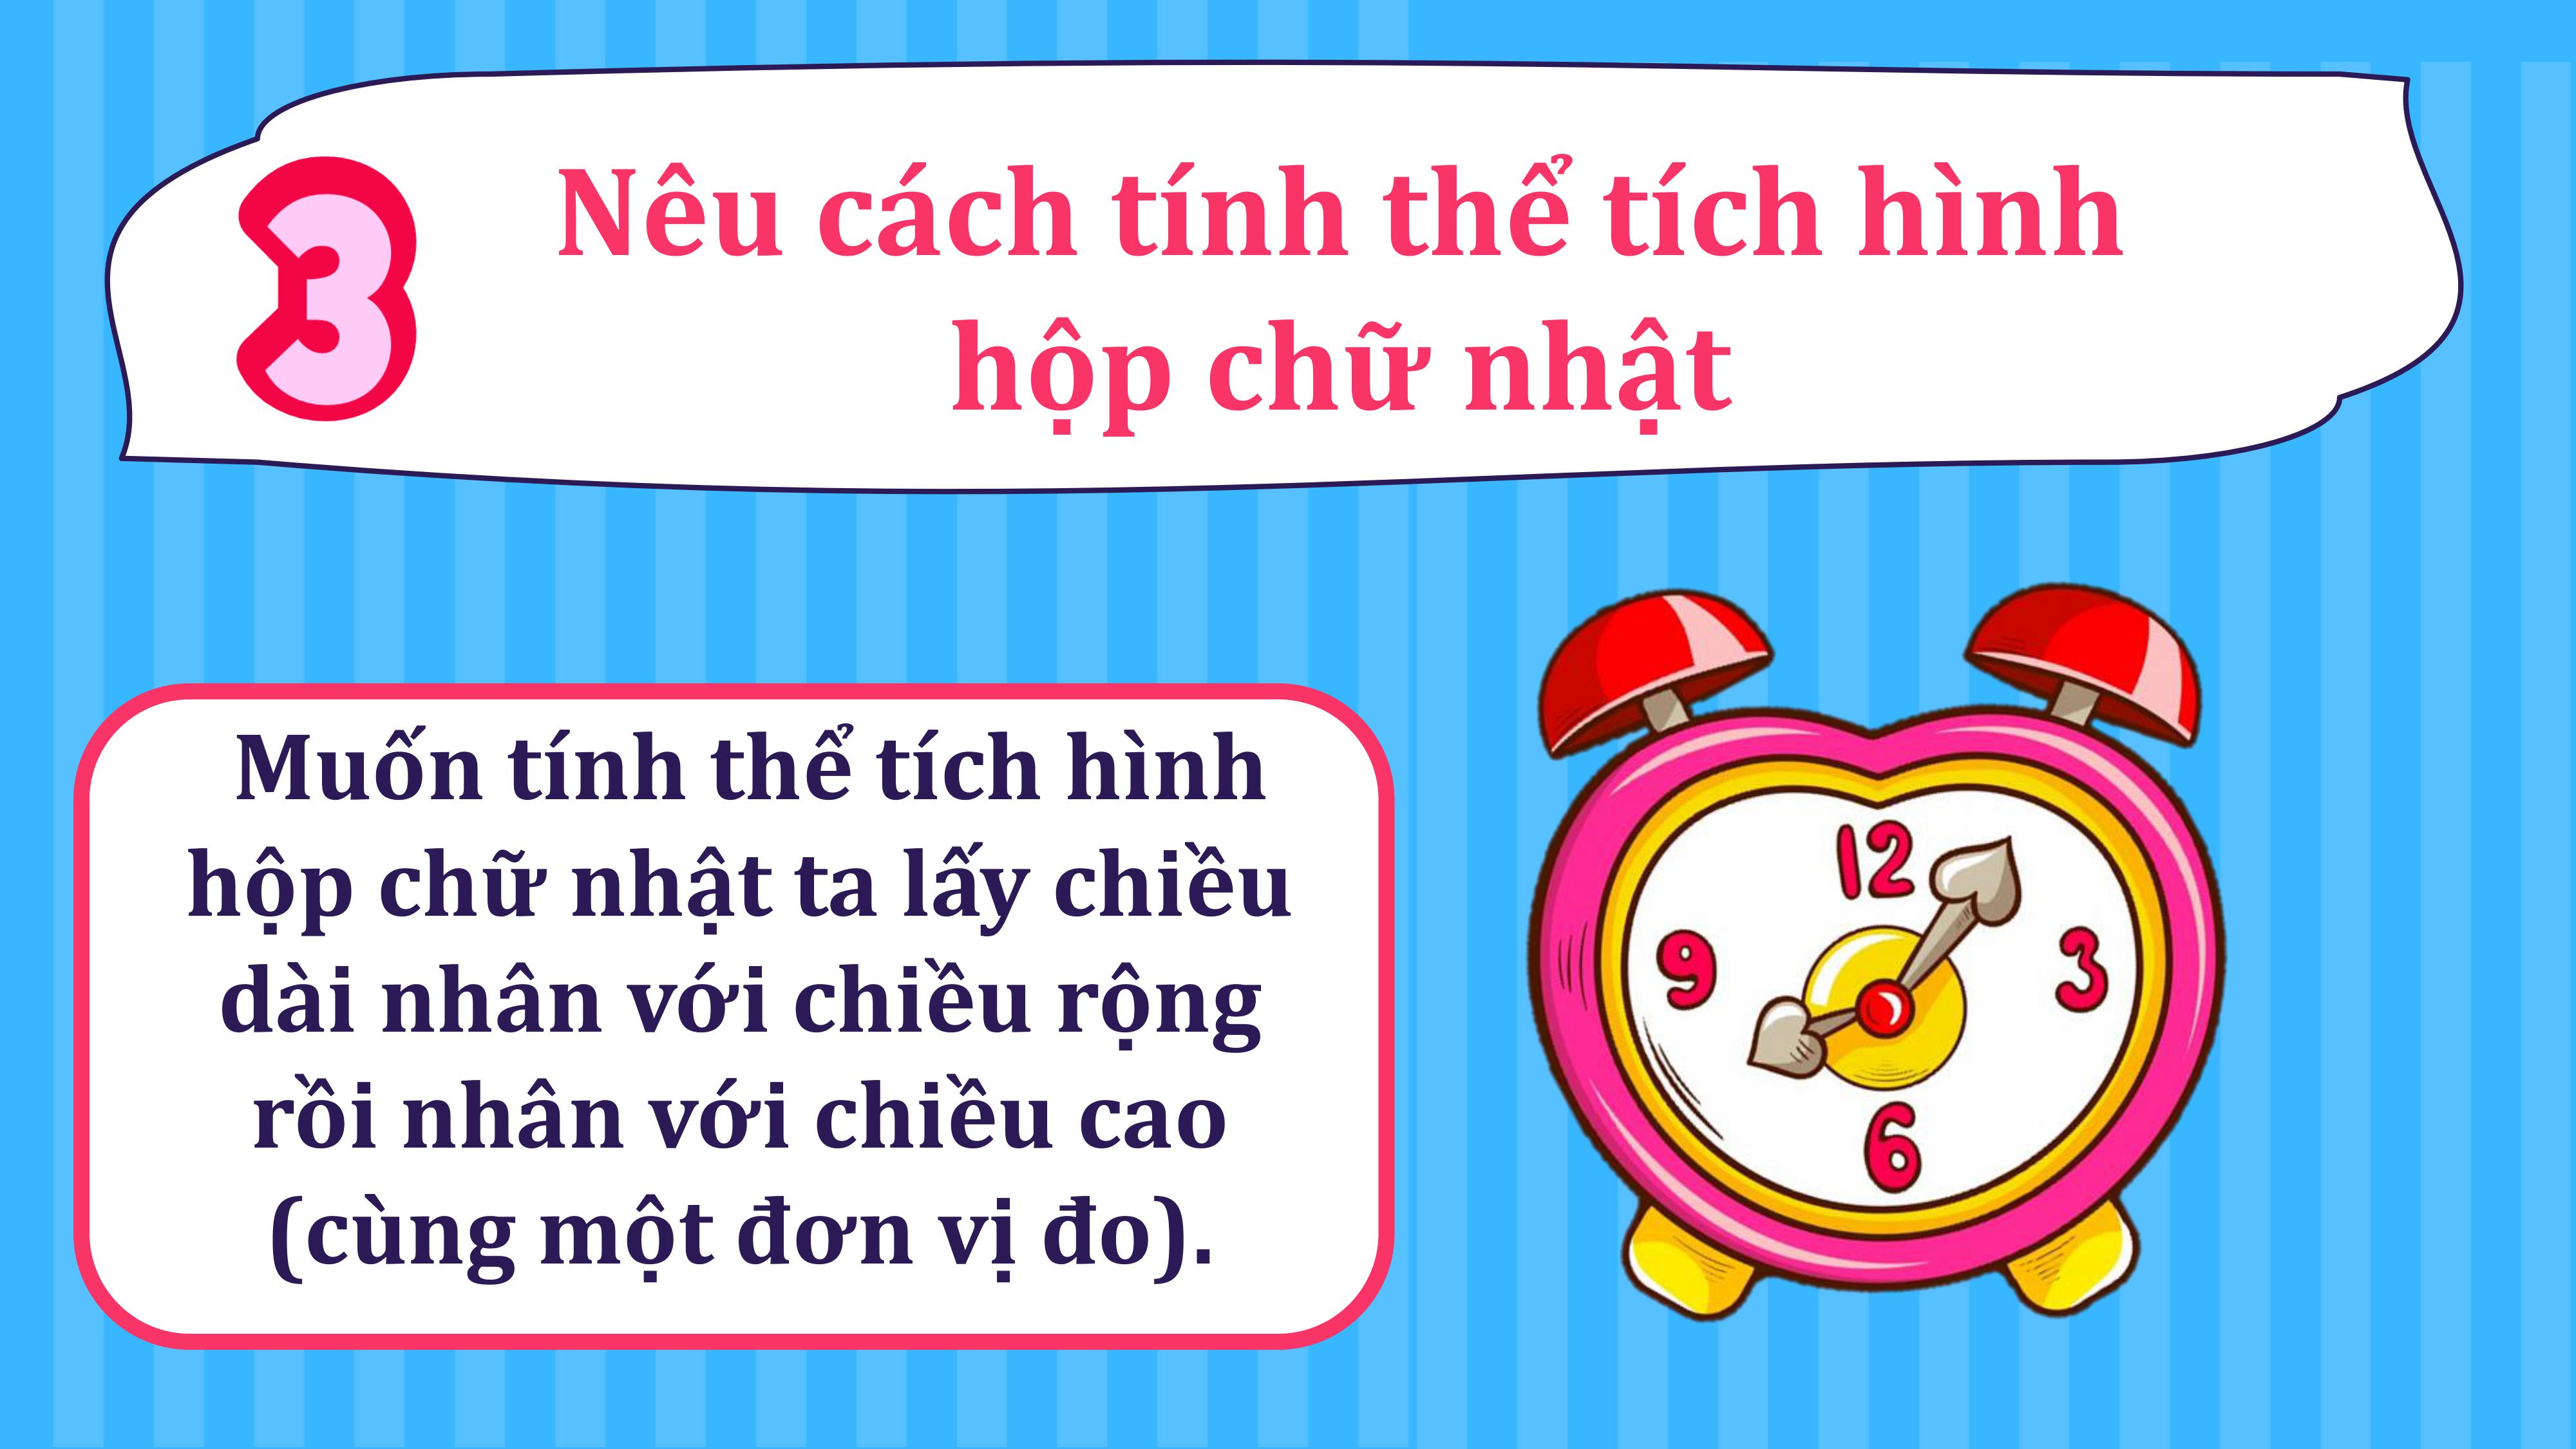 3
Nêu cách tính thể tích hình
hộp chữ nhật
Muốn tính thể tích hình
hộp chữ nhật ta lấy chiều
dài nhân với chiều rộng
rồi nhân với chiều cao
(cùng một đơn vị đo).
12
9
3
6